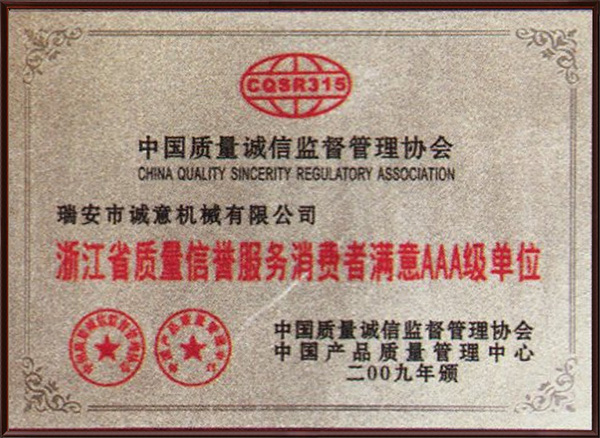 CQSR315
中国质量诚信监督管理协会
CHINA QUALITY SINCERITY REGULATORY ASSOCIATION
瑞安市诚意机械有限公司
浙江省质量信誉服务消费者满意AAA级单位
中国质量诚信监督管理协会
中国产品质量管理中心
二00九年颁